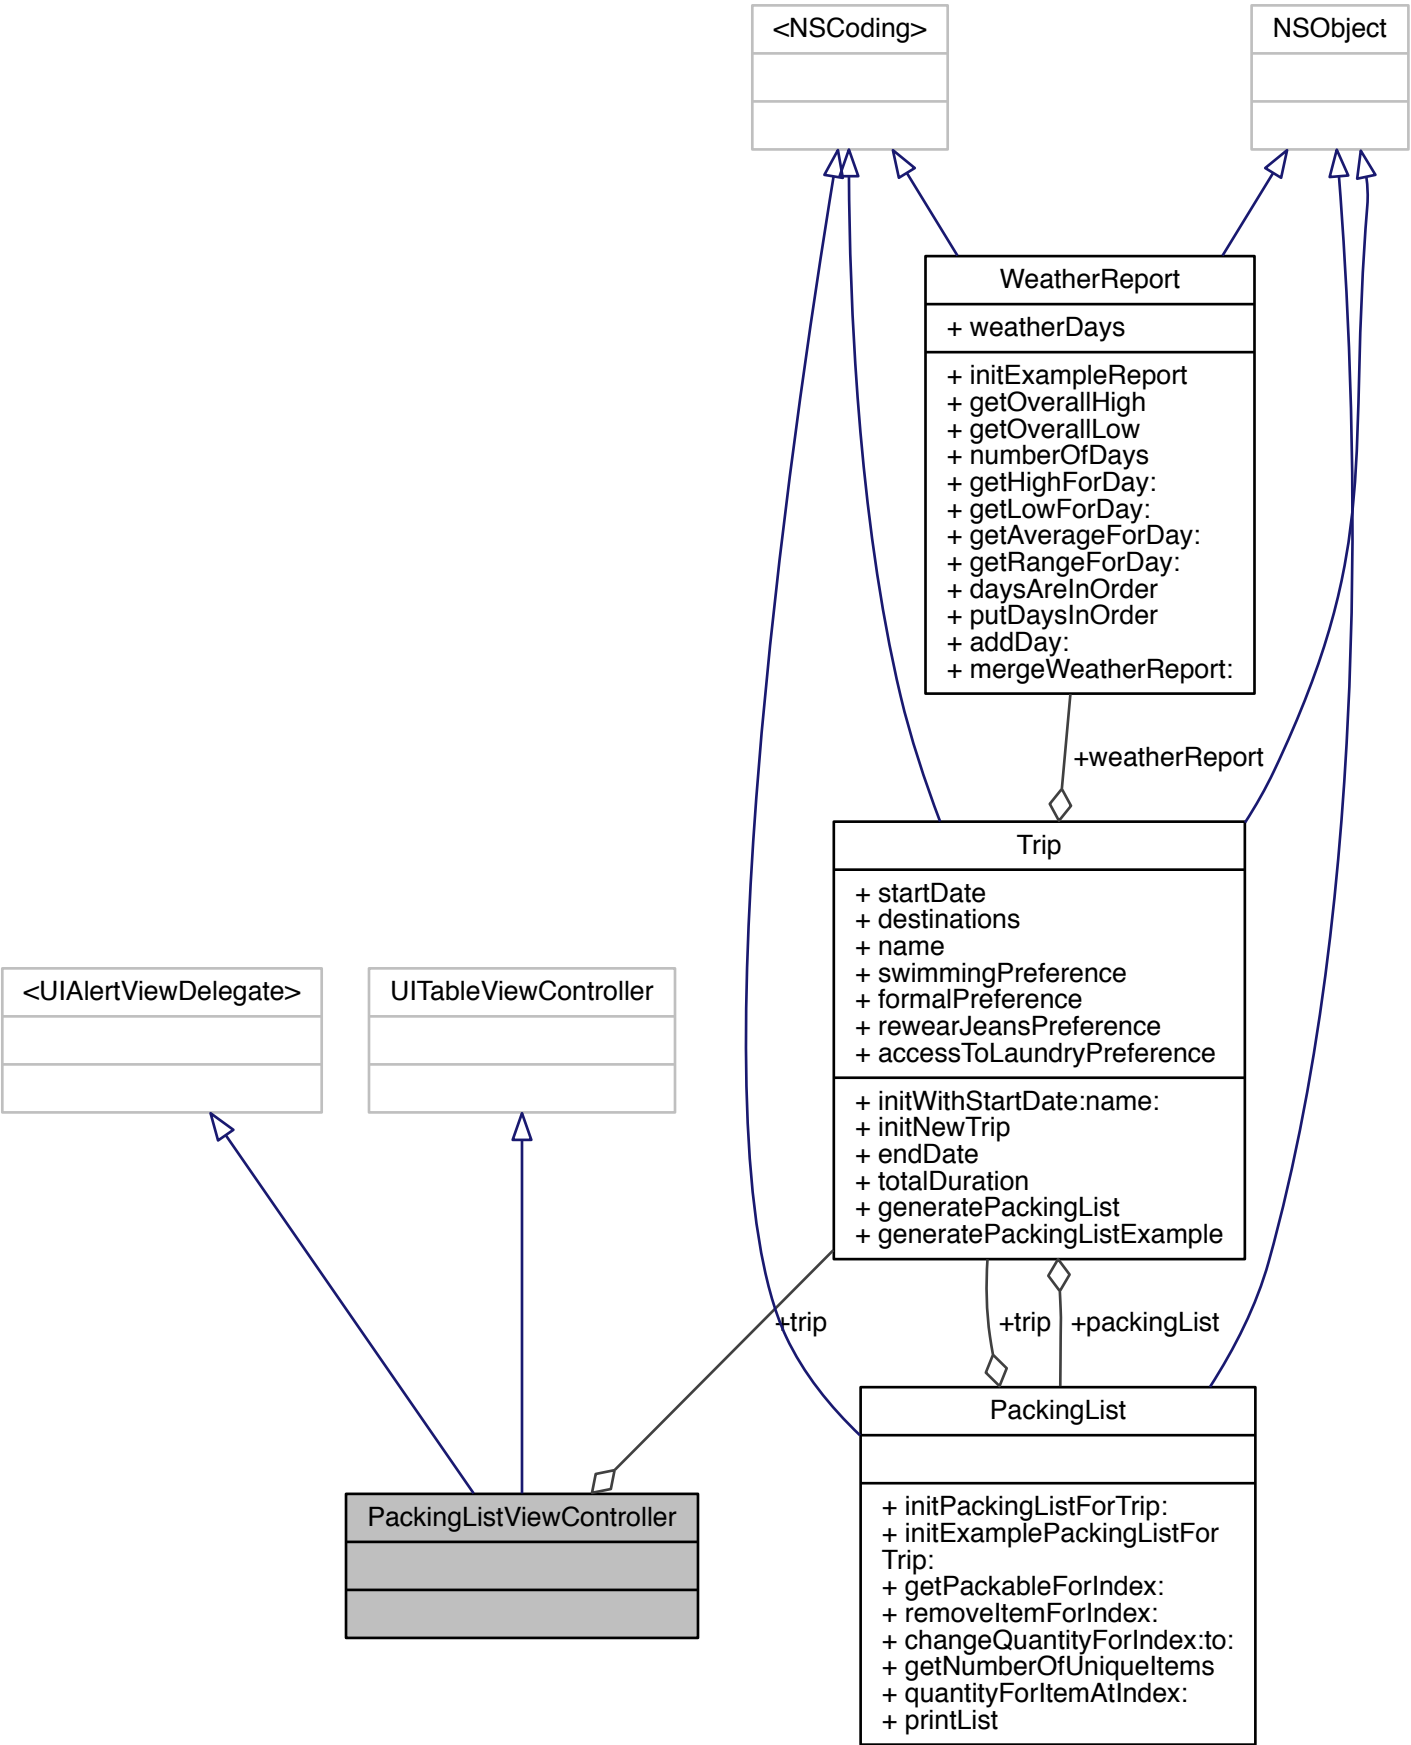 <NSCoding>
NSObject
WeatherReport
+ weatherDays
+ initExampleReport
+ getOverallHigh
+ getOverallLow
+ numberOfDays
+ getHighForDay:
+ getLowForDay:
+ getAverageForDay:
+ getRangeForDay:
+ daysAreInOrder
+ putDaysInOrder
+ addDay:
+ mergeWeatherReport:
+weatherReport
Trip
+ startDate
+ destinations
+ name
+ swimmingPreference
+ formalPreference
+ rewearJeansPreference
+ accessToLaundryPreference
+ initWithStartDate:name:
+ initNewTrip
+ endDate
+ totalDuration
+ generatePackingList
+ generatePackingListExample
<UIAlertViewDelegate>
UITableViewController
+trip
+trip
+packingList
PackingList
+ initPackingListForTrip:
+ initExamplePackingListFor
Trip:
+ getPackableForIndex:
+ removeItemForIndex:
+ changeQuantityForIndex:to:
+ getNumberOfUniqueItems
+ quantityForItemAtIndex:
+ printList
PackingListViewController